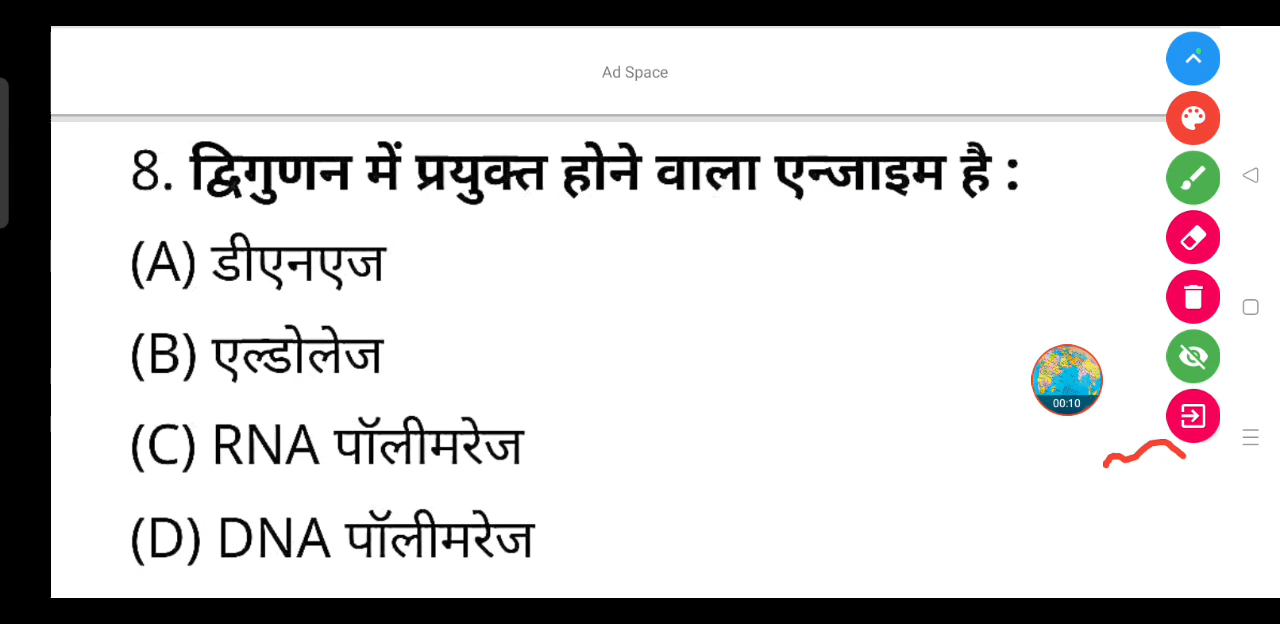 Ad Space
8. द्विगुणन में प्रयुक्त होने वाला एन्जाइम है :
(A) डीएनएज
(B) एल्डोलेज
(C) RNA पॉलीमरेज
(D) DNA पॉलीमरेज
00:10